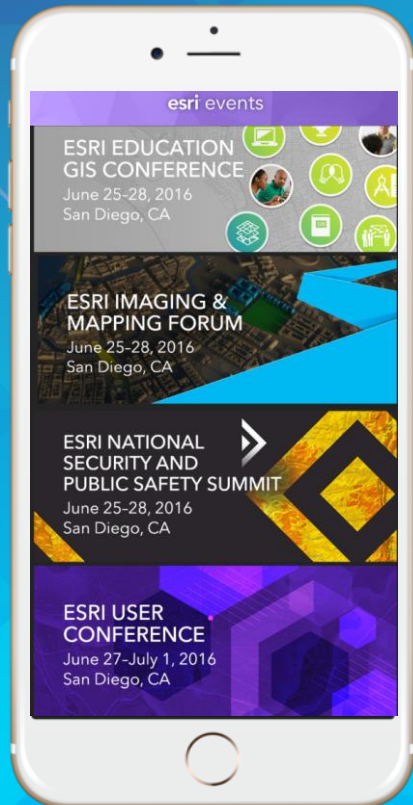 esri events
ESRI EDUCATION
GIS CONFERENCE
June 25-28, 2016
San Diego, CA
ESRI IMAGING &
MAPPING FORUM
June 25-28, 2016
San Diego, CA
ESRI NATIONAL
SECURITY AND
PUBLIC SAFETY SUMMIT
June 25-28, 2016
San Diego, CA
ESRI USER
CONFERENCE
June 27-July 1, 2016
San Diego, CA